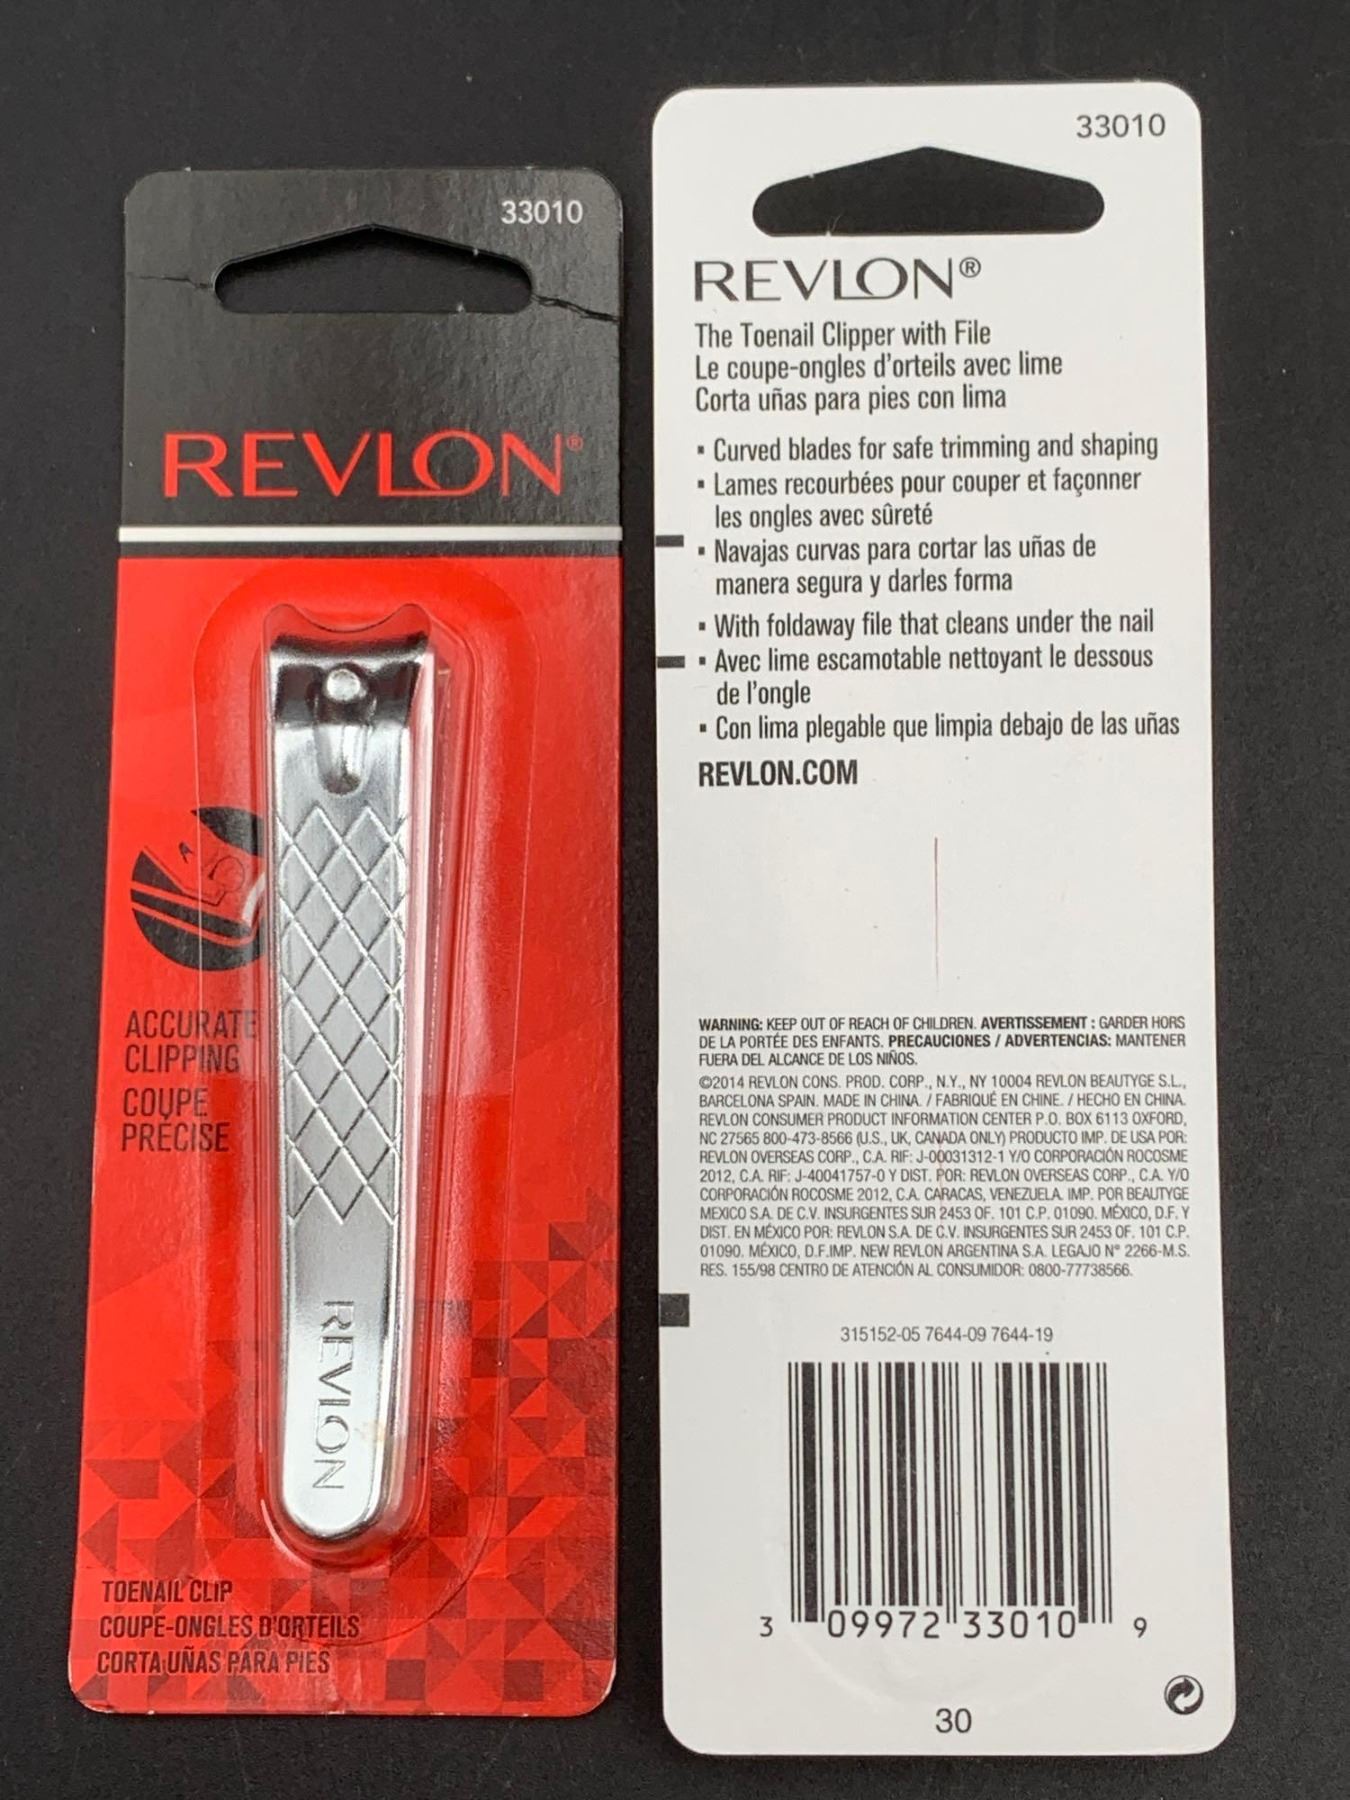 33010
REVLON®
ACCURATE
CLIPPING
COUPE
PRÉCISE
REVLON
TOENAIL CLIP
COUPE-ONGLES D'ORTEILS
CORTA UÑAS PARA PIES
33010
REVLON®
The Toenail Clipper with File
Le coupe-ongles d'orteils avec lime
Corta uñas para pies con lima
▪ Curved blades for safe trimming and shaping
▪ Lames recourbées pour couper et façonner
les ongles avec sûreté
▪ Navajas curvas para cortar las uñas de
manera segura y darles forma
▪ With foldaway file that cleans under the nail
▪ Avec lime escamotable nettoyant le dessous
de l'ongle
▪ Con lima plegable que limpia debajo de las uñas
REVLON.COM
WARNING: KEEP OUT OF REACH OF CHILDREN. AVERTISSEMENT : GARDER HORS
DE LA PORTÉE DES ENFANTS. PRECAUCIONES / ADVERTENCIAS: MANTENER
FUERA DEL ALCANCE DE LOS NIÑOS.
©2014 REVLON CONS. PROD. CORP., N.Y., NY 10004 REVLON BEAUTYGE S.L.,
BARCELONA SPAIN. MADE IN CHINA. / FABRIQUÉ EN CHINE. / HECHO EN CHINA.
REVLON CONSUMER PRODUCT INFORMATION CENTER P.O. BOX 6113 OXFORD,
NC 27565 800-473-8566 (U.S., UK, CANADA ONLY) PRODUCTO IMP. DE USA POR:
REVLON OVERSEAS CORP., C.A. RIF: J-00031312-1 Y/O CORPORACIÓN ROCOSME
2012, C.A. RIF: J-40041757-0 Y DIST. POR: REVLON OVERSEAS CORP., C.A. Y/O
CORPORACIÓN ROCOSME 2012, C.A. CARACAS, VENEZUELA. IMP. POR BEAUTYGE
MEXICO S.A. DE C.V. INSURGENTES SUR 2453 OF. 101 C.P. 01090. MÉXICO, D.F. Y
DIST. EN MÉXICO POR: REVLON S.A. DE C.V. INSURGENTES SUR 2453 OF. 101 C.P.
01090. MÉXICO, D.F.IMP. NEW REVLON ARGENTINA S.A. LEGAJO N° 2266-M.S.
RES. 155/98 CENTRO DE ATENCIÓN AL CONSUMIDOR: 0800-77738566.
315152-05 7644-09 7644-19
3 09972 33010 9
30